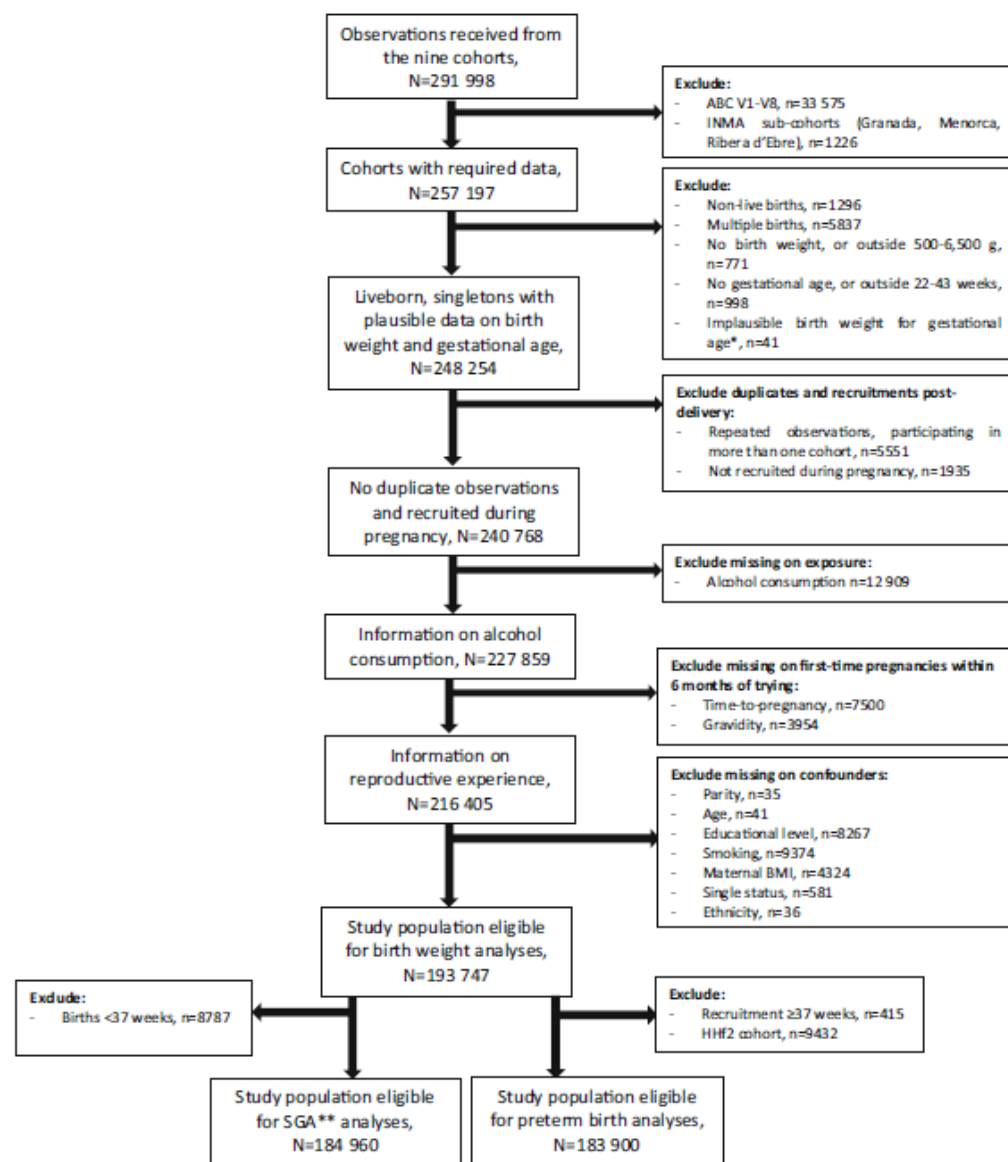 Observations received from
the nine cohorts,
N=291 998
Exclude:
- ABC V1-V8, n=33 575
- INMA sub-cohorts (Granada, Menorca,
Ribera d'Ebre), n=1226
Cohorts with required data,
N=257 197
Exclude:
- Non-live births, n=1296
- Multiple births, n=5837
- No birth weight, or outside 500-6,500 g,
n=771
- No gestational age, or outside 22-43 weeks,
n=998
- Implausible birth weight for gestational
age*, n=41
Liveborn, singletons with
plausible data on birth
weight and gestational age,
N=248 254
Exclude duplicates and recruitments post-
delivery:
- Repeated observations, participating in
more than one cohort, n=5551
- Not recruited during pregnancy, n=1935
No duplicate observations
and recruited during
pregnancy, N=240 768
Exclude missing on exposure:
- Alcohol consumption n=12 909
Information on alcohol
consumption, N=227 859
Exclude missing on first-time pregnancies within
6 months of trying:
- Time-to-pregnancy, n=7500
- Gravidity, n=3954
Information on
reproductive experience,
N=216 405
Exclude missing on confounders:
- Parity, n=35
- Age, n=41
- Educational level, n=8267
- Smoking, n=9374
- Maternal BMI, n=4324
- Single status, n=581
- Ethnicity, n=36
Study population eligible
for birth weight analyses,
N=193 747
Exclude:
- Births <37 weeks, n=8787
Exclude:
- Recruitment ≥37 weeks, n=415
- HHf2 cohort, n=9432
Study population eligible
for SGA** analyses,
N=184 960
Study population eligible
for preterm birth analyses,
N=183 900